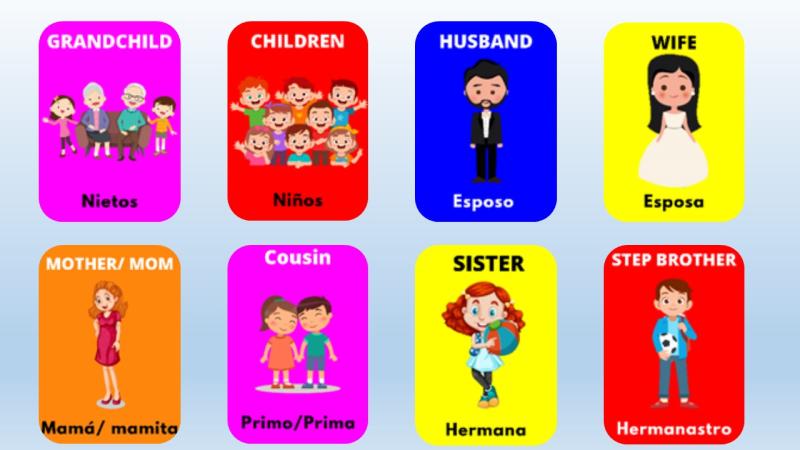 GRANDCHILD
Nietos
CHILDREN
Niños
HUSBAND
Esposo
WIFE
Esposa
MOTHER/ MOM
Mamá/ mamita
Cousin
Primo/Prima
SISTER
Hermana
STEP BROTHER
Hermanastro